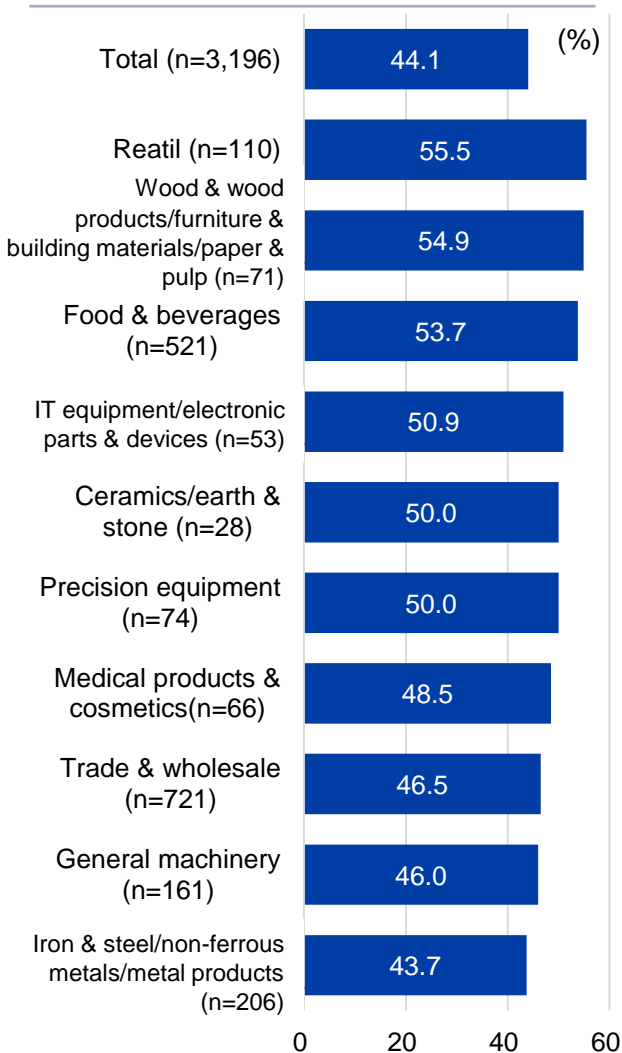 (%)
Total (n=3,196)
44.1
Reatil (n=110)
55.5
Wood & wood
products/furniture &
building materials/paper &
pulp (n=71)
54.9
Food & beverages
(n=521)
53.7
IT equipment/electronic
parts & devices (n=53)
50.9
Ceramics/earth &
stone (n=28)
50.0
Precision equipment
(n=74)
50.0
Medical products &
cosmetics(n=66)
48.5
Trade & wholesale
(n=721)
46.5
General machinery
(n=161)
46.0
Iron & steel/non-ferrous
metals/metal products
(n=206)
43.7
0 20 40 60